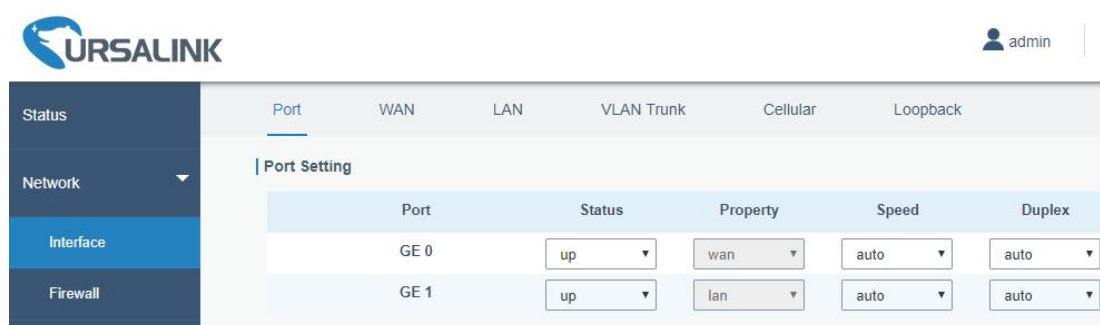 URSALINK
admin
Status
Port WAN LAN VLAN Trunk Cellular Loopback
Port Setting
Network
Port Status Property Speed Duplex
Interface
GE 0 up wan auto auto
Firewall
GE 1 up lan auto auto